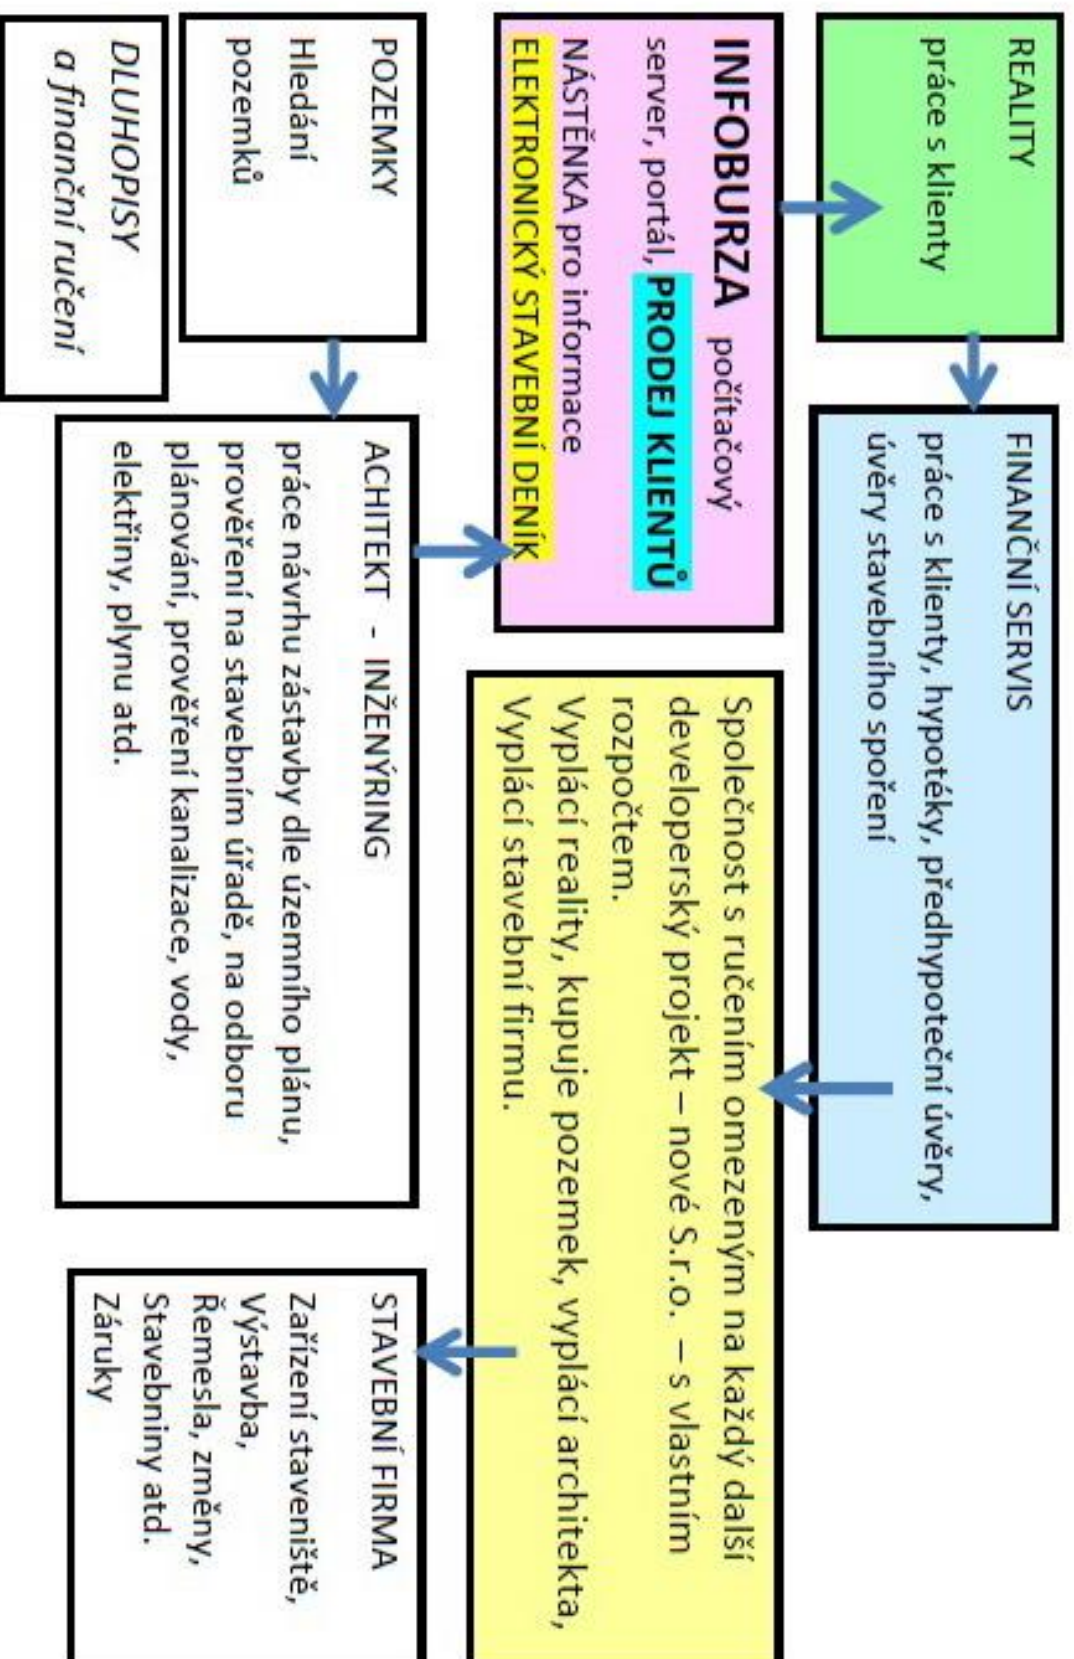 REALITY
práce s klienty
FINANČNÍ SERVIS
práce s klienty, hypotéky, předhypoteční úvěry,
úvěry stavebního spoření
INFOBURZA počítačový
server, portál, PRODEJ KLIENTŮ
NÁSTĚNKA pro informace
ELEKTRONICKÝ STAVEBNÍ DENÍK
Společnost s ručením omezeným na každý další
developerský projekt – nové S.r.o. – s vlastním
rozpočtem.
Vyplácí reality, kupuje pozemek, vyplácí architekta,
Vyplácí stavební firmu.
POZEMKY
Hledání
pozemků
ACHITEKT - INŽENÝRING
práce návrhu zástavby dle územního plánu,
prověření na stavebním úřadě, na odboru
plánování, prověření kanalizace, vody,
elektřiny, plynu atd.
STAVEBNÍ FIRMA
Zařízení staveniště,
Výstavba,
Řemesla, změny,
Stavebniny atd.
Záruky
DLUHOPISY
a finanční ručení